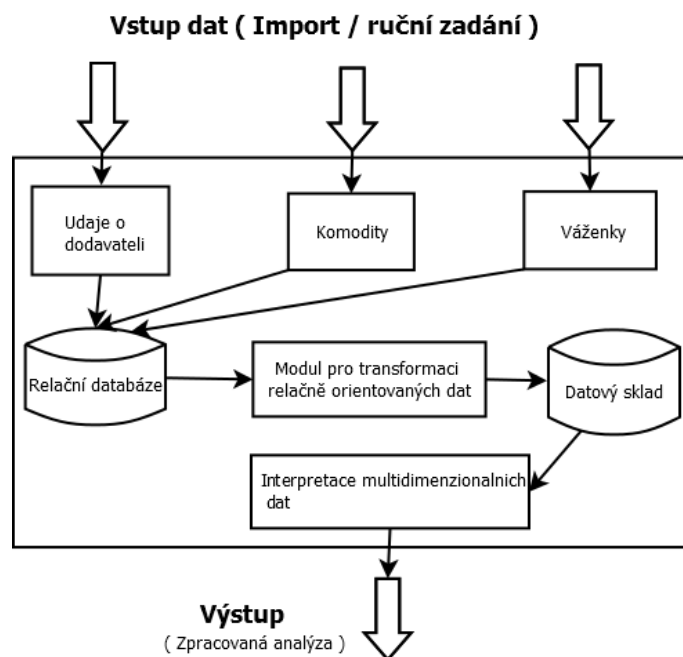 Vstup dat ( Import / ruční zadání )
Udaje o
dodavateli
Komodity
Váženky
Relační databáze
Modul pro transformaci
relačně orientovaných dat
Datový sklad
Interpretace multidimenzionalnich
dat
Výstup
( Zpracovaná analýza )